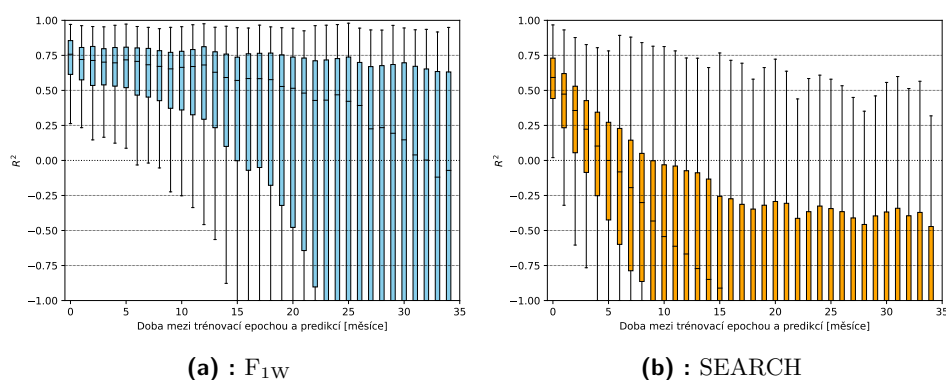 1.00
0.75
0.50
0.25
0.00
−0.25
−0.50
−0.75
−1.00
R²
0 5 10 15 20 25 30 35
Doba mezi trénovací epochou a predikcí [měsíce]
(a) : F₁W
1.00
0.75
0.50
0.25
0.00
−0.25
−0.50
−0.75
−1.00
R²
0 5 10 15 20 25 30 35
Doba mezi trénovací epochou a predikcí [měsíce]
(b) : SEARCH